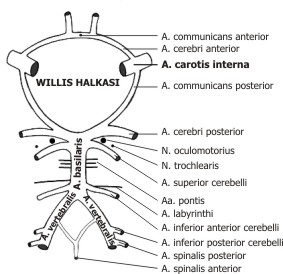 A. communicans anterior
A. cerebri anterior
A. carotis interna
WILLIS HALKASI
A. communicans posterior
A. cerebri posterior
N. oculomotorius
N. trochlearis
A. superior cerebelli
A. basilaris
Aa. pontis
A. labyrinthi
A. vertebralis
A. vertebralis
A. inferior anterior cerebelli
A. inferior posterior cerebelli
A. spinalis posterior
A. spinalis anterior